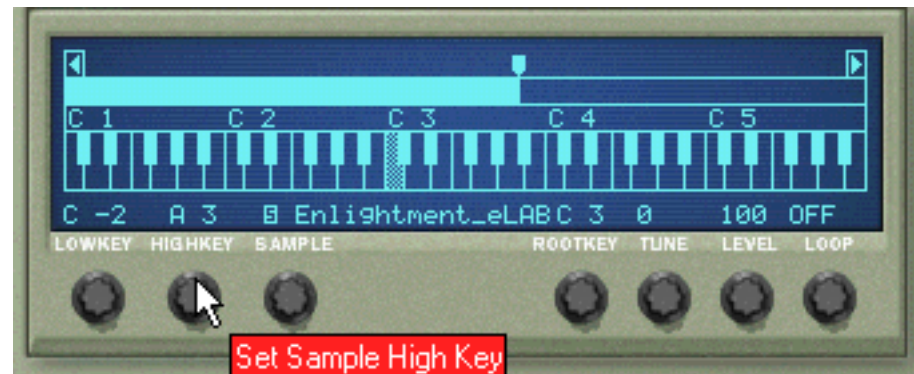 C 1 C 2 C 3 C 4 C 5
C -2 A 3 S Enlightment_eLAB C 3 0 100 OFF
LOWKEY HIGHKEY SAMPLE ROOTKEY TUNE LEVEL LOOP
Set Sample High Key